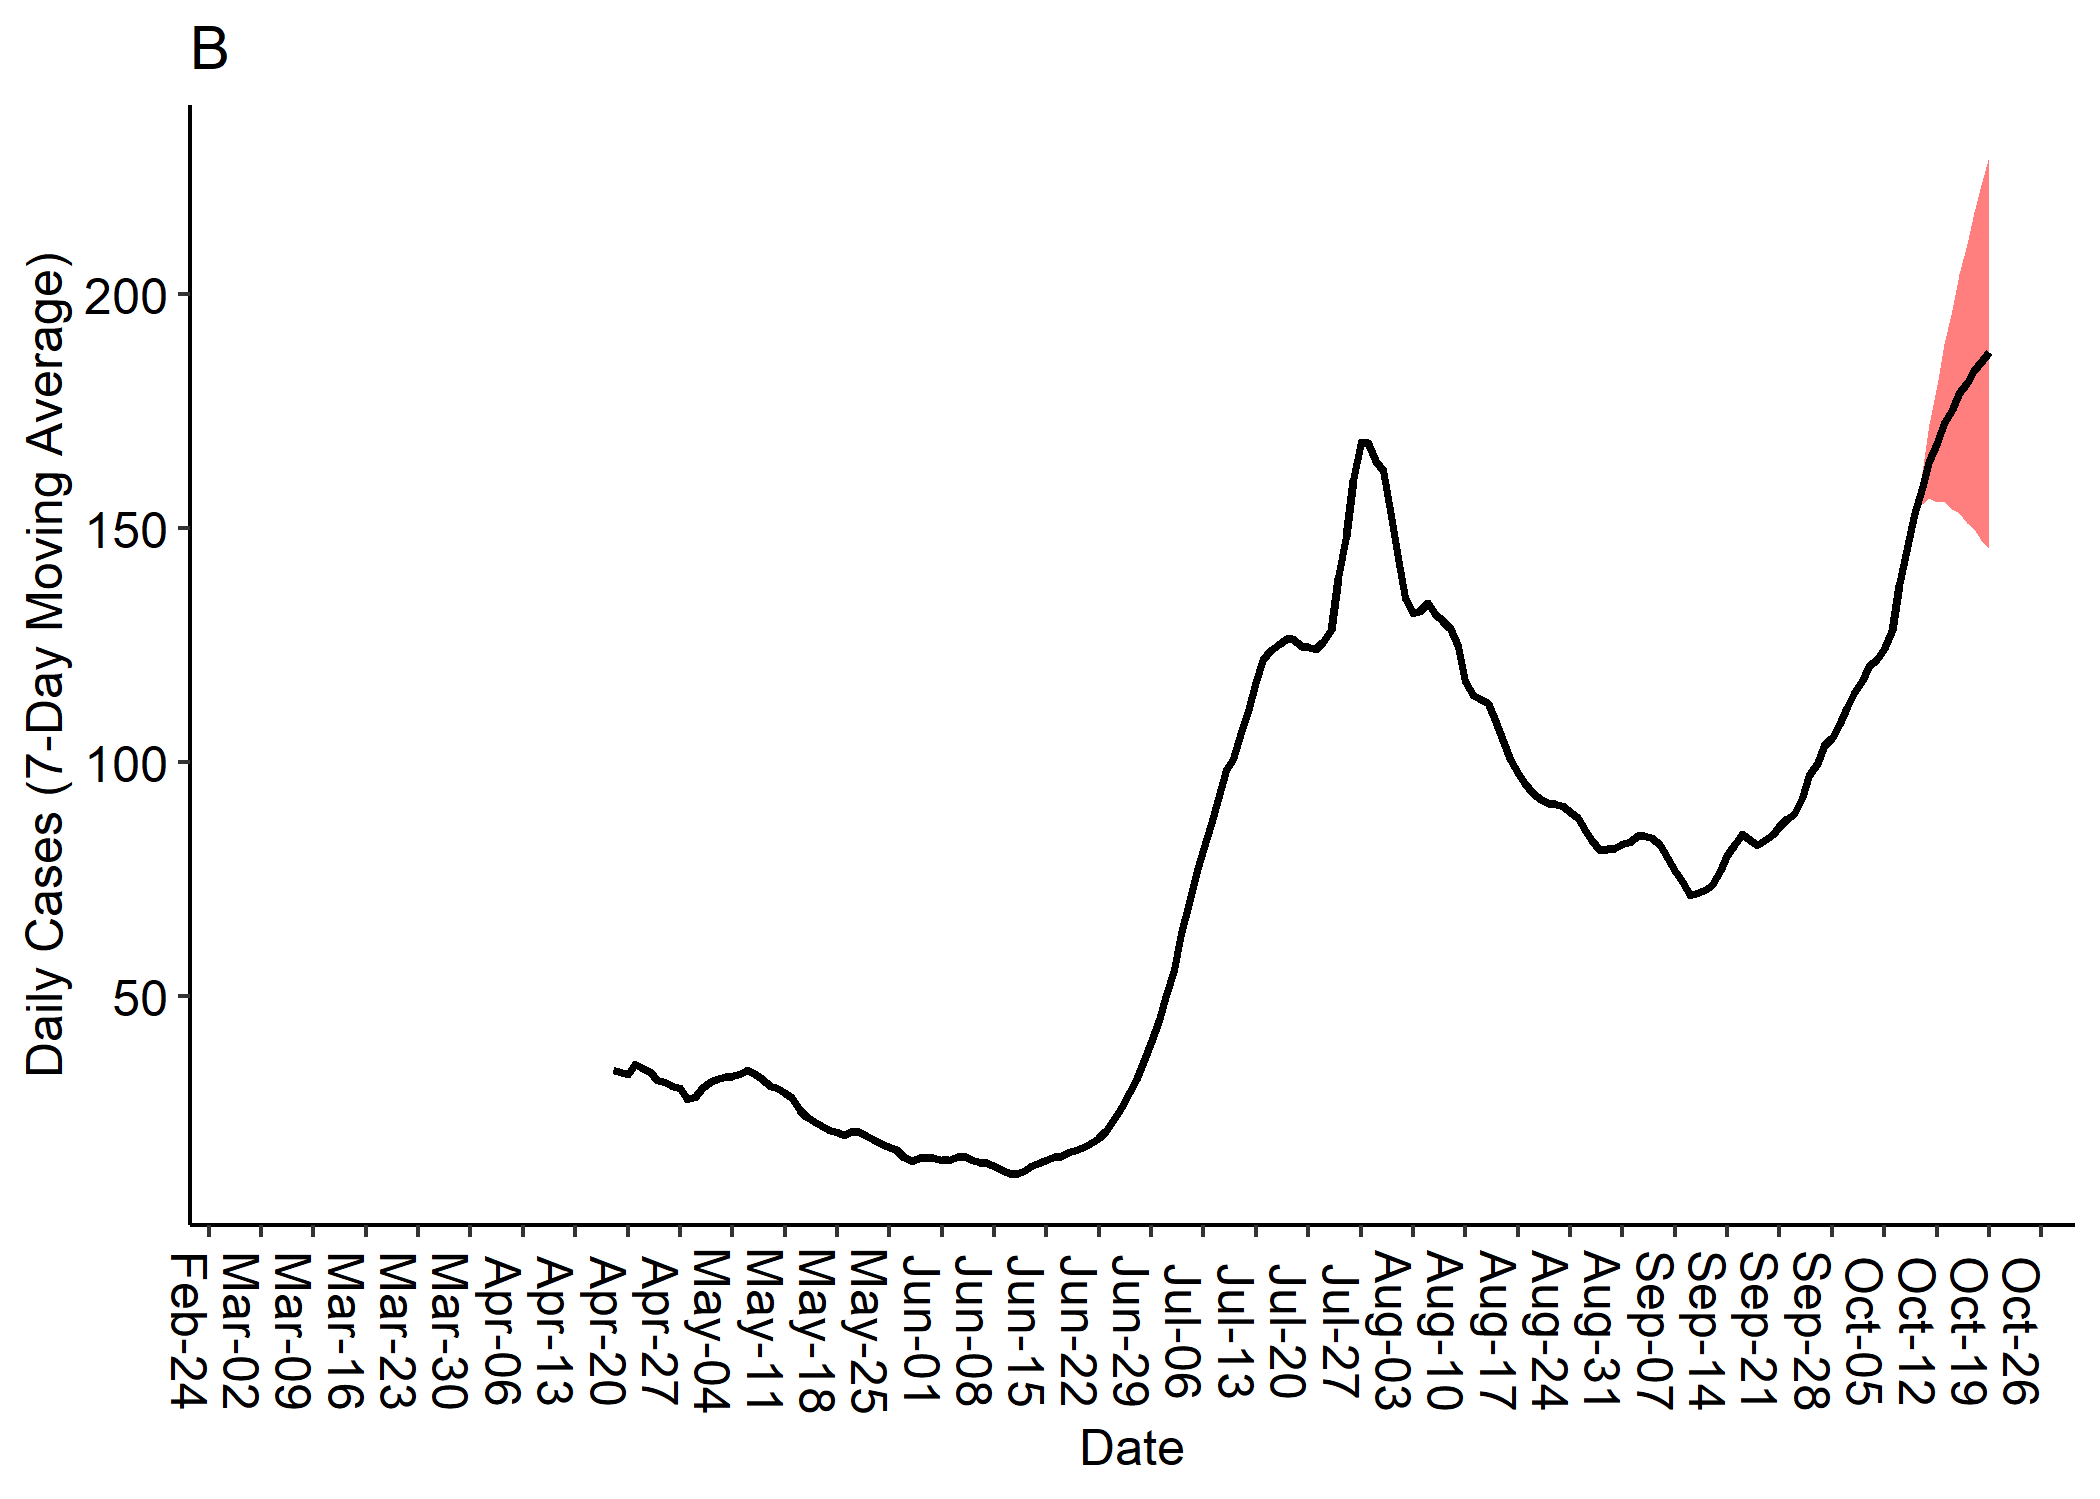 B
Daily Cases (7-Day Moving Average)
200
150
100
50
Feb-24
Mar-02
Mar-09
Mar-16
Mar-23
Mar-30
Apr-06
Apr-13
Apr-20
Apr-27
May-04
May-11
May-18
May-25
Jun-01
Jun-08
Jun-15
Jun-22
Jun-29
Jul-06
Jul-13
Jul-20
Jul-27
Aug-03
Aug-10
Aug-17
Aug-24
Aug-31
Sep-07
Sep-14
Sep-21
Sep-28
Oct-05
Oct-12
Oct-19
Oct-26
Date